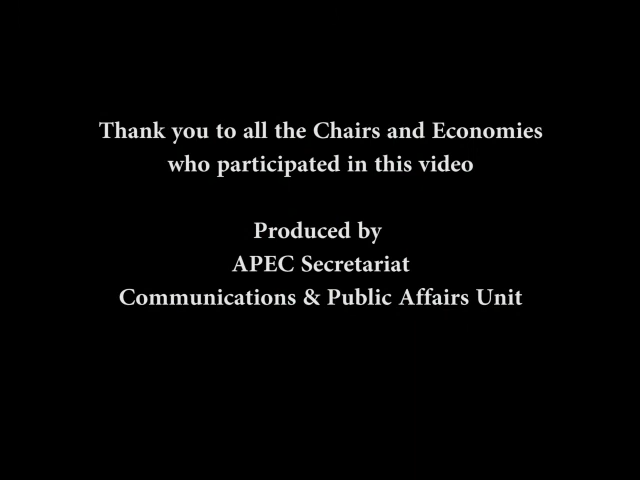 Thank you to all the Chairs and Economies
who participated in this video
Produced by
APEC Secretariat
Communications & Public Affairs Unit